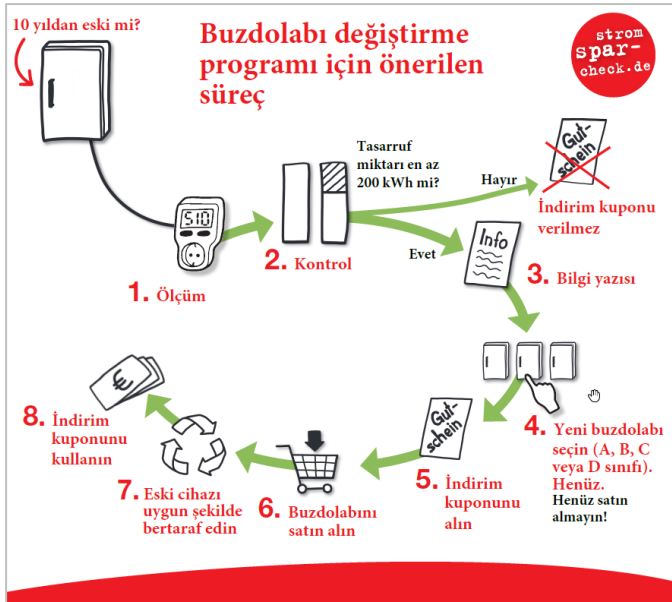 10 yıldan eski mi?
Buzdolabı değiştirme
programı için önerilen
süreç
strom
spar-
check.de
510
1. Ölçüm
2. Kontrol
Tasarruf
miktarı en az
200 kWh mi?
Hayır
Gut-
schein
İndirim kuponu
verilmez
Evet
Info
3. Bilgi yazısı
4. Yeni buzdolabı
seçin (A, B, C
veya D sınıfı).
Henüz.
Henüz satın
almayın!
Gut-
schein
5. İndirim
kuponunu
alın
6. Buzdolabını
satın alın
7. Eski cihazı
uygun şekilde
bertaraf edin
€
8. İndirim
kuponunu
kullanın